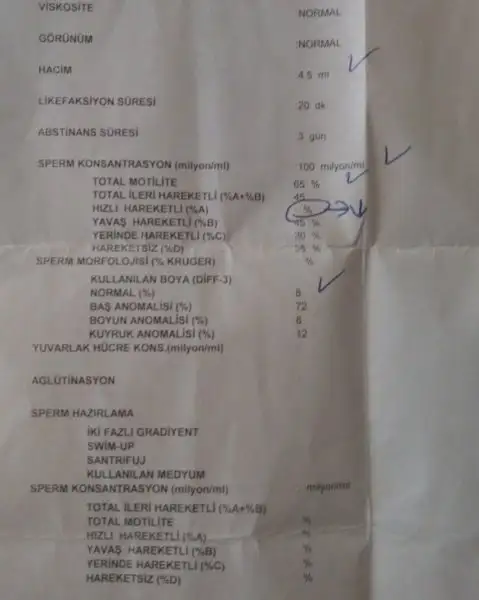 VİSKOSİTE NORMAL
GÖRÜNÜM NORMAL
HACİM 4.5 ml
LİKEFAKSİYON SÜRESİ 20 dk
ABSTİNANS SÜRESİ 3 gün
SPERM KONSANTRASYON (milyon/ml) 100 milyon/ml
TOTAL MOTİLİTE 65 %
TOTAL İLERİ HAREKETLİ (%A+%B) 45
HIZLI HAREKETLİ (%A) %
YAVAŞ HAREKETLİ (%B) 45 %
YERİNDE HAREKETLİ (%C) 20 %
HAREKETSİZ (%D) %
SPERM MORFOLOJİSİ (% KRUGER) %
KULLANILAN BOYA (DİFF-3)
NORMAL (%) 8
BAŞ ANOMALİSİ (%) 72
BOYUN ANOMALİSİ (%) 8
KUYRUK ANOMALİSİ (%) 12
YUVARLAK HÜCRE KONS.(milyon/ml)
AGLÜTİNASYON
SPERM HAZIRLAMA
İKİ FAZLI GRADİYENT
SWİM-UP
SANTRIFUJ
KULLANILAN MEDYUM
SPERM KONSANTRASYON (milyon/ml) milyon/ml
TOTAL İLERİ HAREKETLİ (%A+%B)
TOTAL MOTİLİTE %
HIZLI HAREKETLİ (%A) %
YAVAŞ HAREKETLİ (%B) %
YERİNDE HAREKETLİ (%C) %
HAREKETSİZ (%D) %